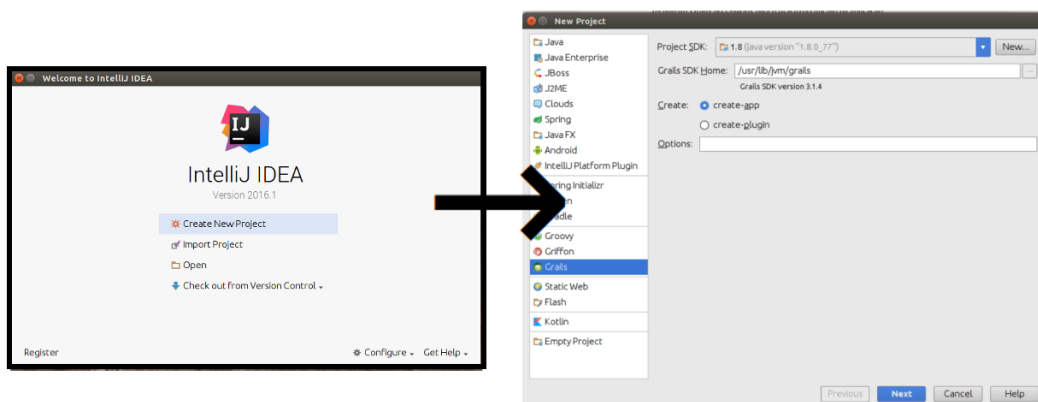 Welcome to IntelliJ IDEA
IJ
IntelliJ IDEA
Version 2016.1
Create New Project
Import Project
Open
Check out from Version Control
Register
Configure
Get Help
New Project
Java
Java Enterprise
JBoss
J2ME
Clouds
Spring
Java FX
Android
IntelliJ Platform Plugin
Initializr
Groovy
Griffon
Grails
Static Web
Flash
Kotlin
Empty Project
Project SDK: 1.8 (java version "1.8.0_77") New...
Grails SDK Home: /usr/lib/jvm/grails
Grails SDK version 3.1.4
Create: create-app
create-plugin
Options:
Previous Next Cancel Help